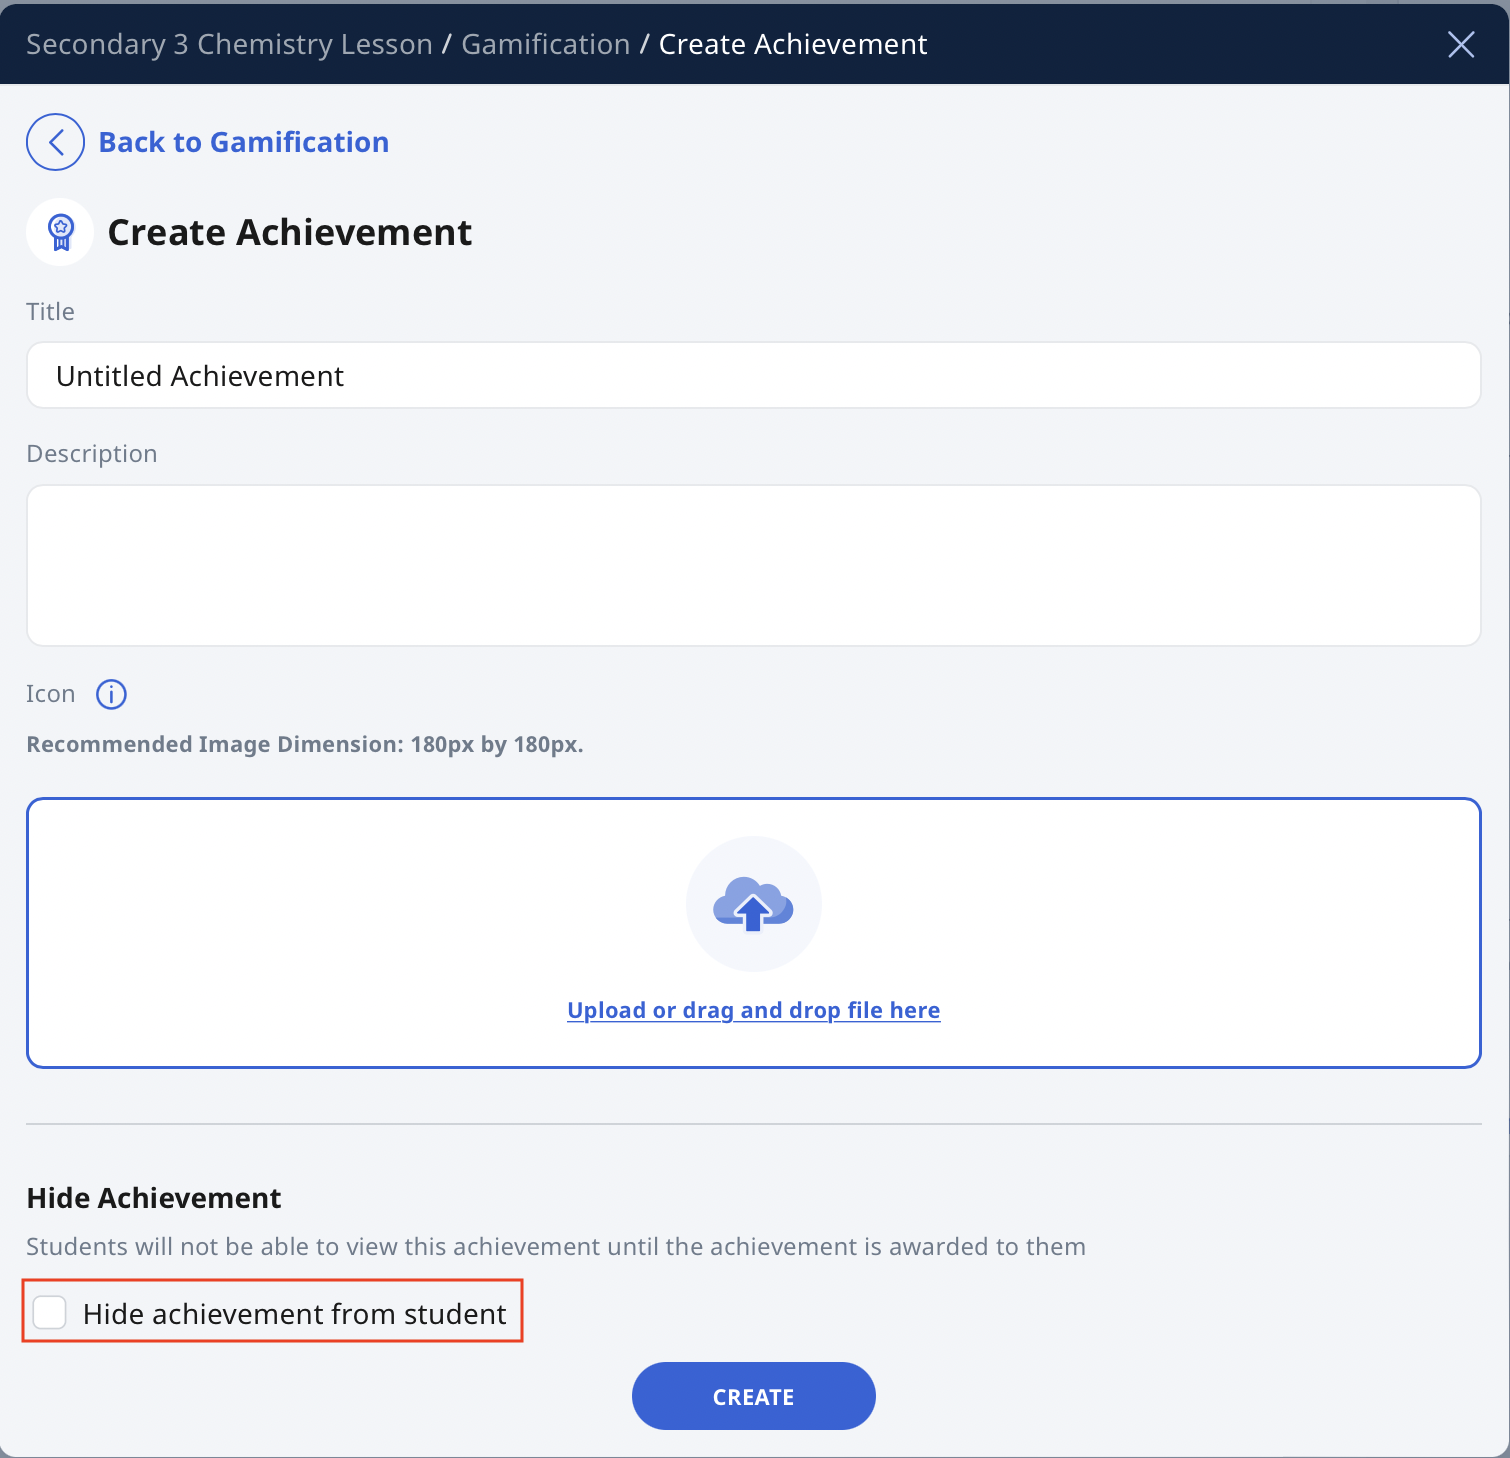 Secondary 3 Chemistry Lesson / Gamification / Create Achievement
Back to Gamification
Create Achievement
Title
Untitled Achievement
Description
Icon
Recommended Image Dimension: 180px by 180px.
Upload or drag and drop file here
Hide Achievement
Students will not be able to view this achievement until the achievement is awarded to them
Hide achievement from student
CREATE